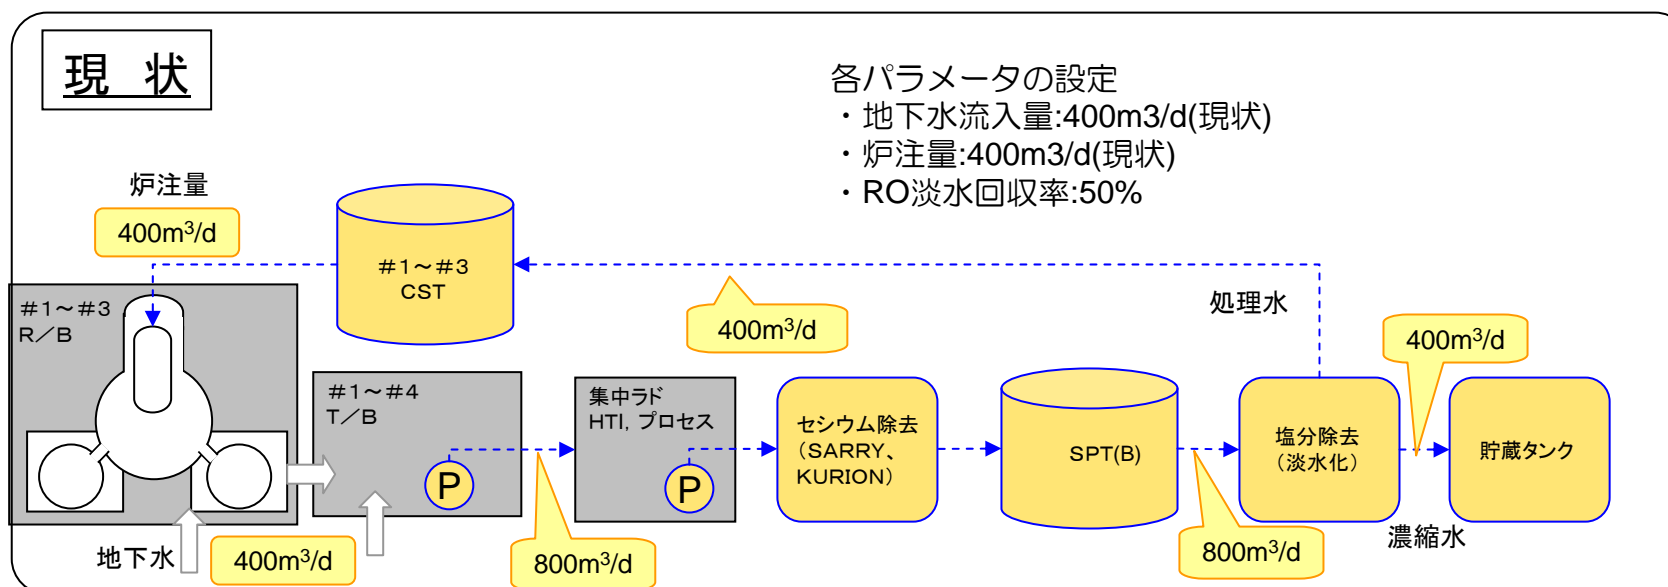 現 状
各パラメータの設定
・地下水流入量:400m3/d(現状)
・炉注量:400m3/d(現状)
・RO淡水回収率:50%
炉注量
400m³/d
#1~#3
CST
400m³/d
処理水
400m³/d
#1~#3
R/B
#1~#4
T/B
P
集中ラド
HTI, プロセス
P
セシウム除去
(SARRY、
KURION)
SPT(B)
塩分除去
(淡水化)
貯蔵タンク
地下水
400m³/d
800m³/d
800m³/d
濃縮水